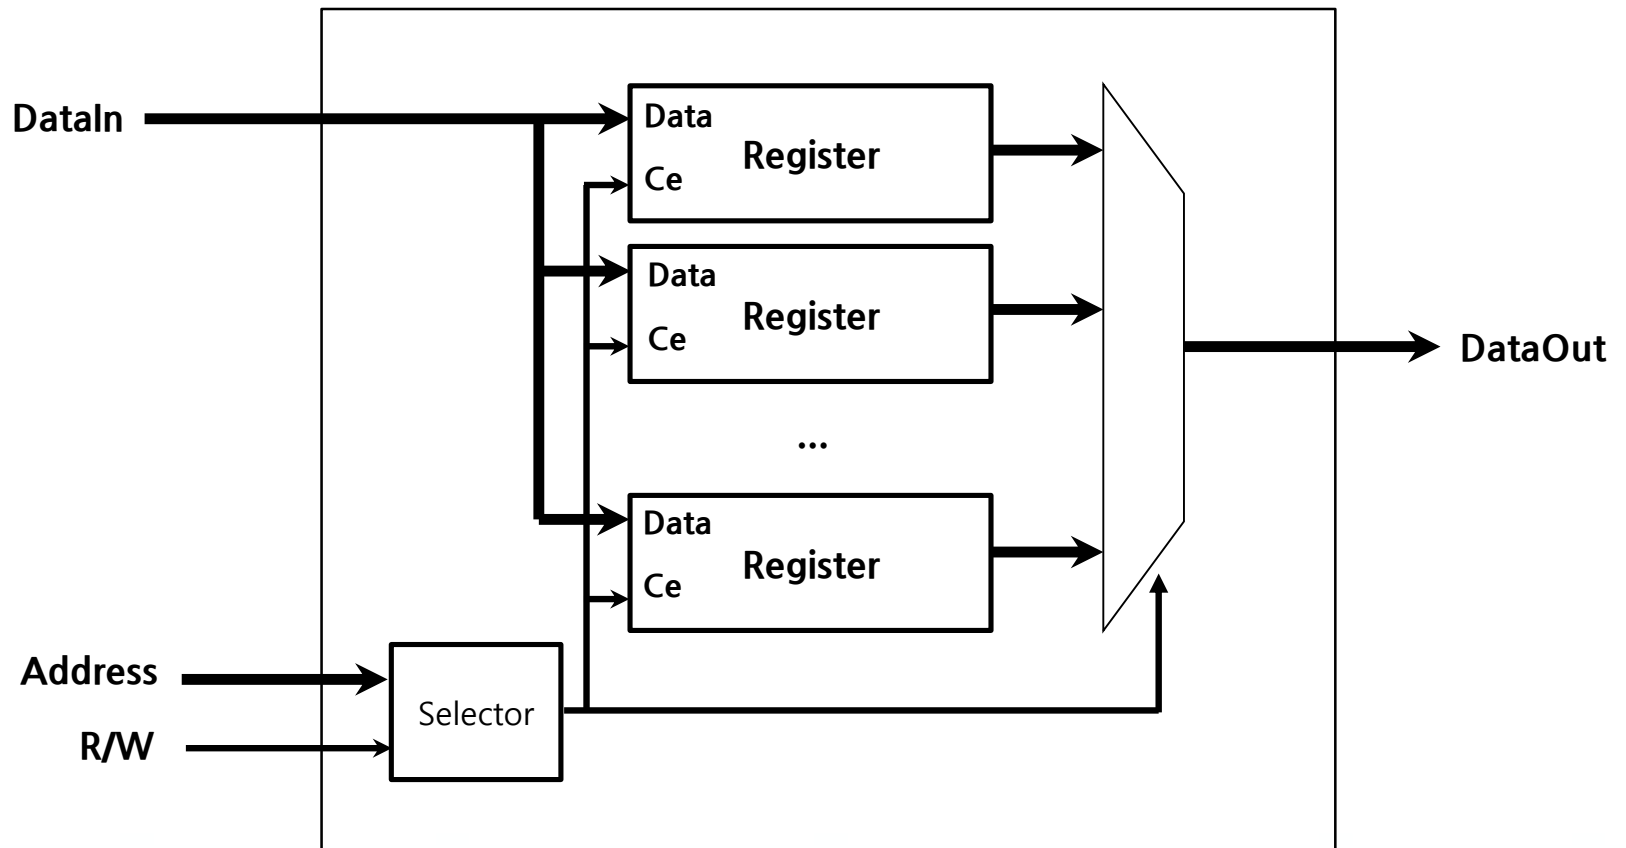 DataIn
Data
Register
Ce
Data
Register
Ce
DataOut
...
Data
Register
Ce
Address
Selector
R/W